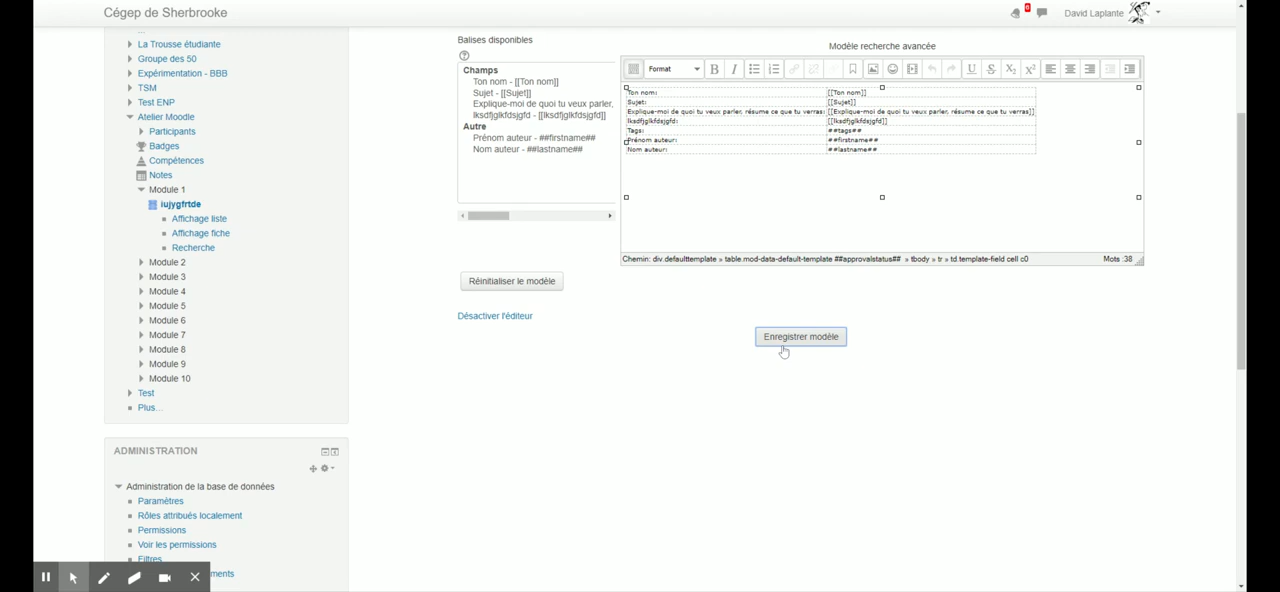 Cégep de Sherbrooke
6
David Laplante
La Trousse étudiante
Groupe des 50
Expérimentation - BBB
TSM
Test ENP
Atelier Moodle
Participants
Badges
Compétences
Notes
Module 1
iujygfrtde
Affichage liste
Affichage fiche
Recherche
Module 2
Module 3
Module 4
Module 5
Module 6
Module 7
Module 8
Module 9
Module 10
Test
Plus...
ADMINISTRATION
Administration de la base de données
Paramètres
Rôles attribués localement
Permissions
Voir les permissions
Filtres
ments
Balises disponibles
Champs
Ton nom - [[Ton nom]]
Sujet - [[Sujet]]
Explique-moi de quoi tu veux parler,
lksdfjglkfdsjgfd - [[lksdfjglkfdsjgfd]]
Autre
Prénom auteur - ##firstname##
Nom auteur - ##lastname##
Modèle recherche avancée
Format
Ton nom: [[Ton nom]]
Sujet: [[Sujet]]
Explique-moi de quoi tu veux parler, résume ce que tu verras: [[Explique-moi de quoi tu veux parler, résume ce que tu verras]]
lksdfjglkfdsjgfd: [[lksdfjglkfdsjgfd]]
Tags: ##tags##
Prénom auteur: ##firstname##
Nom auteur: ##lastname##
Chemin: div.defaulttemplate » table.mod-data-default-template ##approvalstatus## » tbody » tr » td.template-field cell c0 Mots :38
Réinitialiser le modèle
Désactiver l'éditeur
Enregistrer modèle